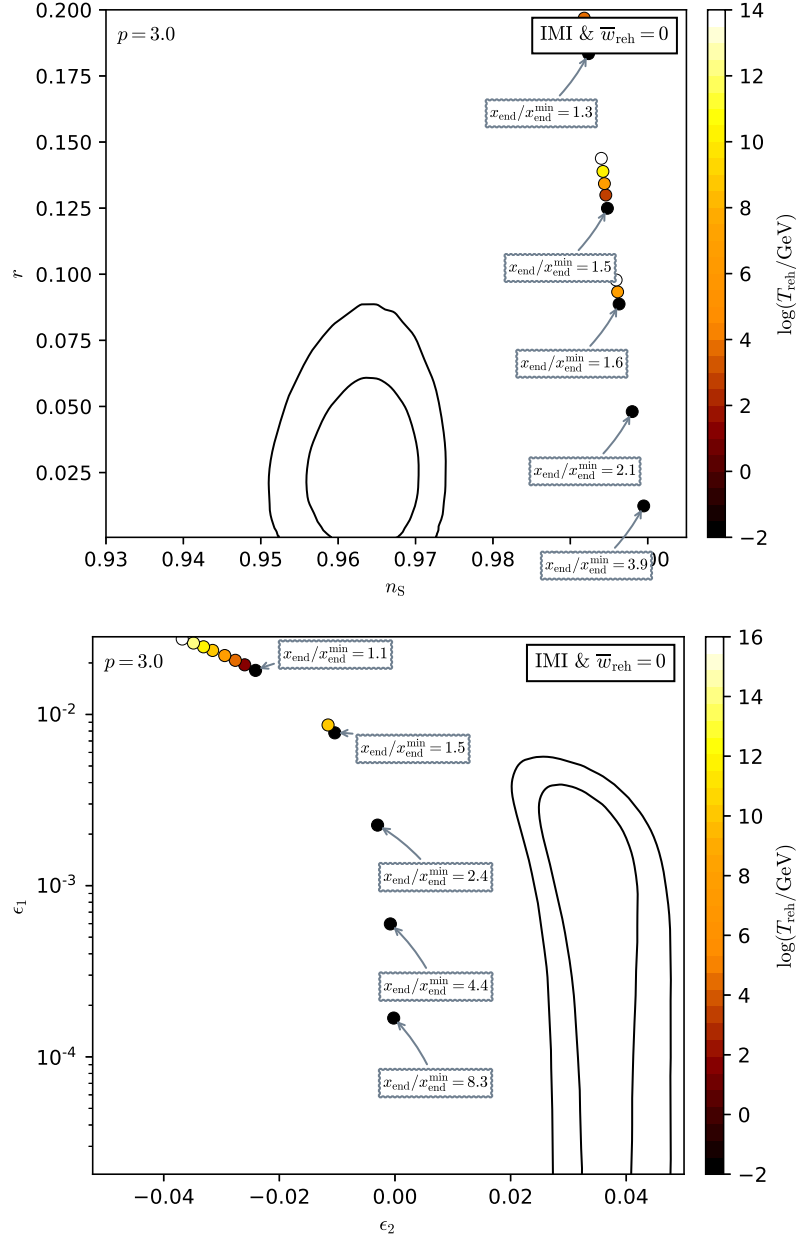 p = 3.0
IMI & w̅_reh = 0
0.200
0.175
0.150
0.125
0.100
0.075
0.050
0.025
r
x_end/x_end^min = 1.3
x_end/x_end^min = 1.5
x_end/x_end^min = 1.6
x_end/x_end^min = 2.1
x_end/x_end^min = 3.9
0.93 0.94 0.95 0.96 0.97 0.98 00
n_S
14
12
10
8
6
4
2
0
−2
log(T_reh/GeV)
p = 3.0
IMI & w̅_reh = 0
10^-2
10^-3
10^-4
ϵ_1
x_end/x_end^min = 1.1
x_end/x_end^min = 1.5
x_end/x_end^min = 2.4
x_end/x_end^min = 4.4
x_end/x_end^min = 8.3
−0.04 −0.02 0.00 0.02 0.04
ϵ_2
16
14
12
10
8
6
4
2
0
−2
log(T_reh/GeV)